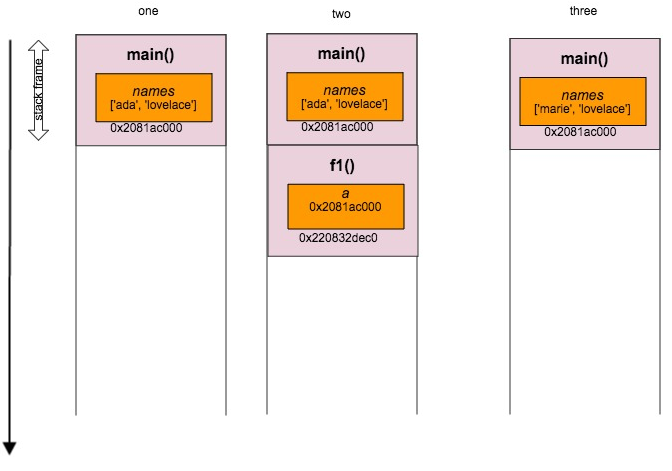 one
two
three
stack frame
main()
names
['ada', 'lovelace']
0x2081ac000
main()
names
['ada', 'lovelace']
0x2081ac000
f1()
a
0x2081ac000
0x220832dec0
main()
names
['marie', 'lovelace']
0x2081ac000